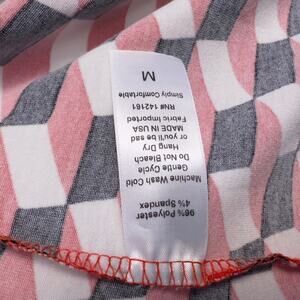 M
Simply Comfortable
RN# 142161
Fabric Imported
MADE IN USA
or you'll be sad
Hang Dry
Do Not Bleach
Gentle Cycle
Machine Wash Cold
4% Spandex
96% Polyester